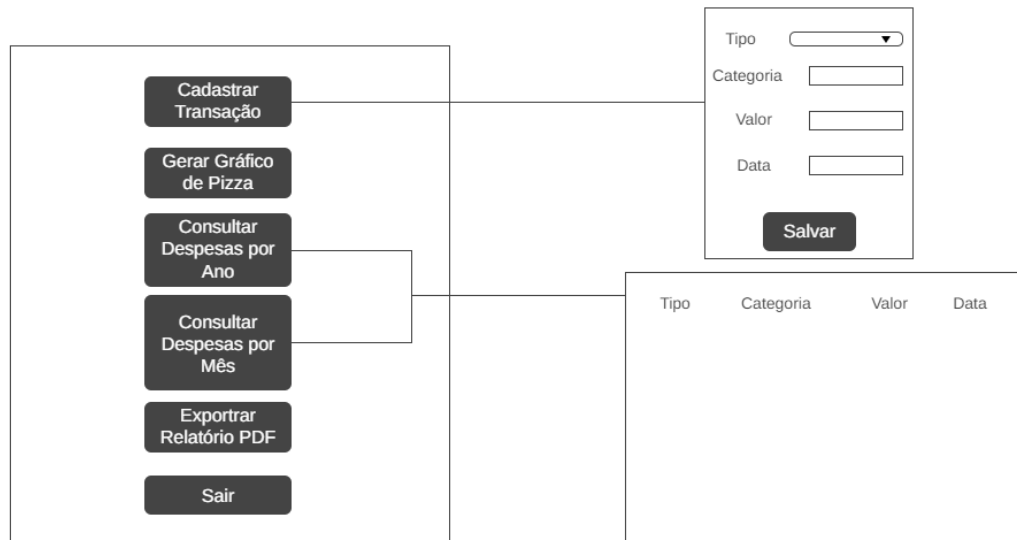 Cadastrar
Transação
Gerar Gráfico
de Pizza
Consultar
Despesas por
Ano
Consultar
Despesas por
Mês
Exportrar
Relatório PDF
Sair
Tipo
Categoria
Valor
Data
Salvar
Tipo Categoria Valor Data